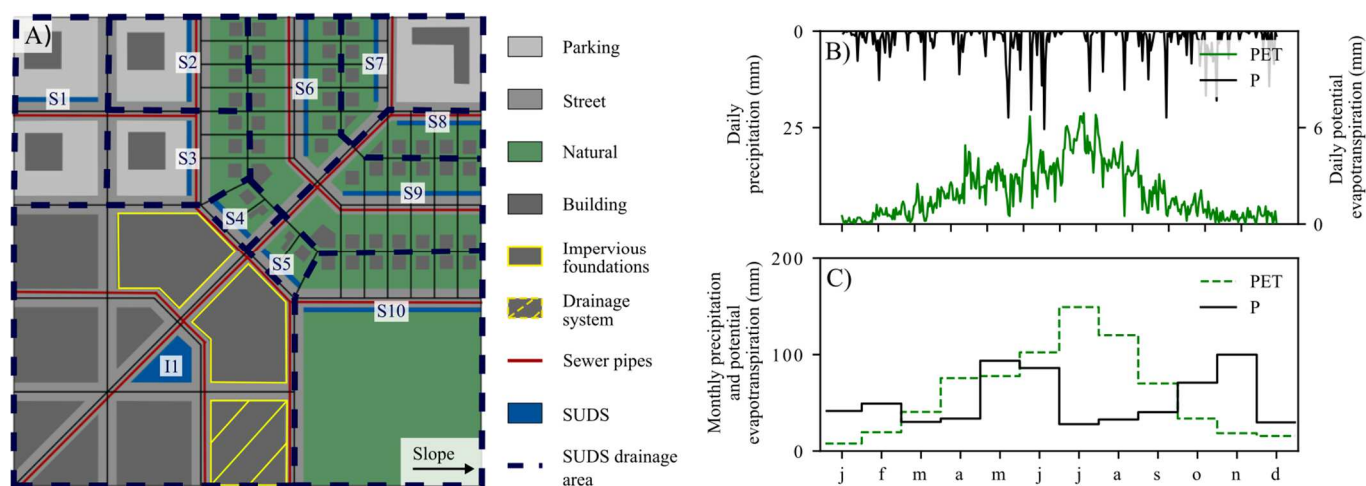 A)
S1
S2
S3
S4
S5
S6
S7
S8
S9
S10
I1
Slope
Parking
Street
Natural
Building
Impervious
foundations
Drainage
system
Sewer pipes
SUDS
SUDS drainage
area
B)
PET
P
0
25
Daily
precipitation (mm)
6
0
Daily potential
evapotranspiration (mm)
C)
PET
P
200
100
0
Monthly precipitation
and potential
evapotranspiration (mm)
j f m a m j j a s o n d